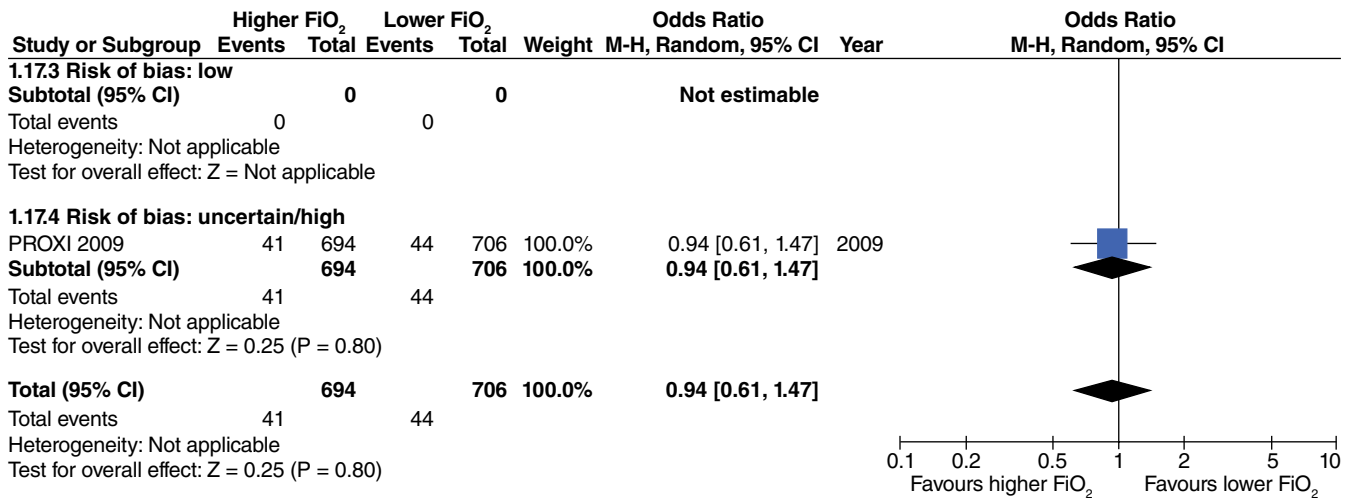 Higher FiO2 Lower FiO2 Odds Ratio Odds Ratio
Study or Subgroup Events Total Events Total Weight M-H, Random, 95% CI Year M-H, Random, 95% CI
1.17.3 Risk of bias: low
Subtotal (95% CI) 0 0 Not estimable
Total events 0 0
Heterogeneity: Not applicable
Test for overall effect: Z = Not applicable
1.17.4 Risk of bias: uncertain/high
PROXI 2009 41 694 44 706 100.0% 0.94 [0.61, 1.47] 2009
Subtotal (95% CI) 694 706 100.0% 0.94 [0.61, 1.47]
Total events 41 44
Heterogeneity: Not applicable
Test for overall effect: Z = 0.25 (P = 0.80)
Total (95% CI) 694 706 100.0% 0.94 [0.61, 1.47]
Total events 41 44
Heterogeneity: Not applicable
Test for overall effect: Z = 0.25 (P = 0.80)
0.1 0.2 0.5 1 2 5 10
Favours higher FiO2 Favours lower FiO2